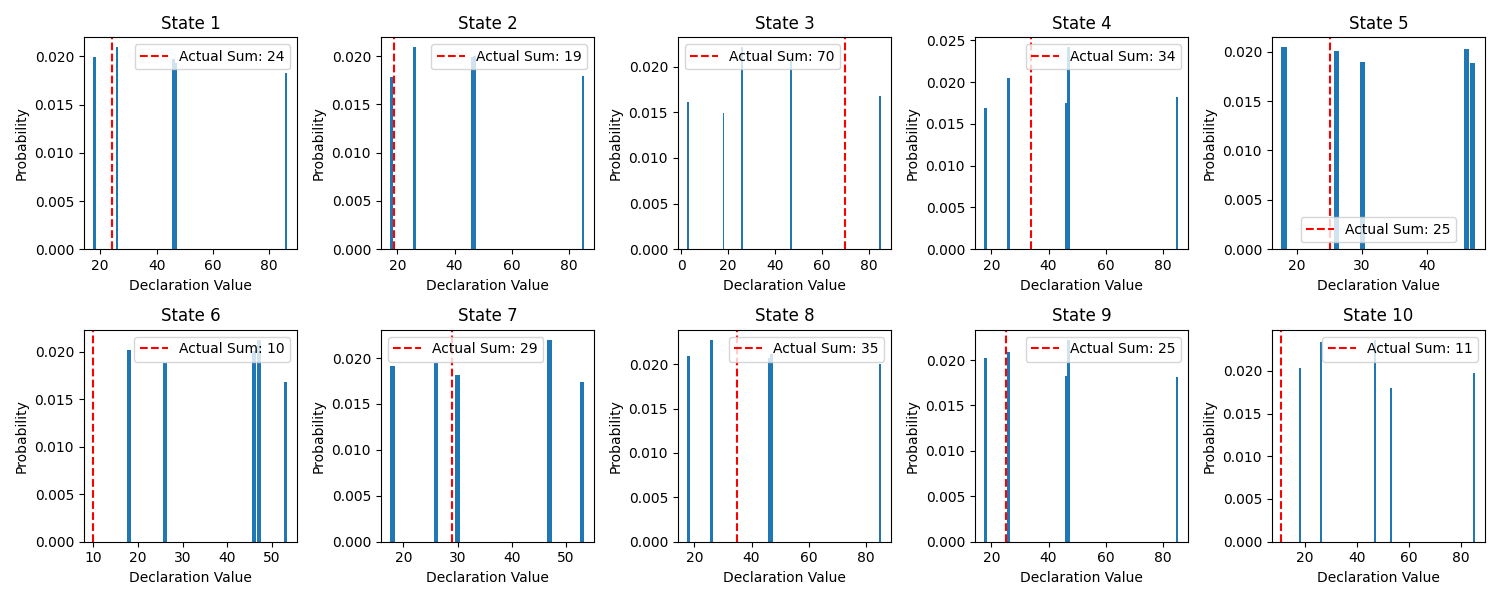 State 1
Actual Sum: 24
0.020
0.015
0.010
0.005
0.000
Probability
20 40 60 80
Declaration Value
State 2
Actual Sum: 19
0.020
0.015
0.010
0.005
0.000
Probability
20 40 60 80
Declaration Value
State 3
Actual Sum: 70
0.020
0.015
0.010
0.005
0.000
Probability
0 20 40 60 80
Declaration Value
State 4
Actual Sum: 34
0.025
0.020
0.015
0.010
0.005
0.000
Probability
20 40 60 80
Declaration Value
State 5
Actual Sum: 25
0.020
0.015
0.010
0.005
0.000
Probability
20 30 40
Declaration Value
State 6
Actual Sum: 10
0.020
0.015
0.010
0.005
0.000
Probability
10 20 30 40 50
Declaration Value
State 7
Actual Sum: 29
0.020
0.015
0.010
0.005
0.000
Probability
20 30 40 50
Declaration Value
State 8
Actual Sum: 35
0.020
0.015
0.010
0.005
0.000
Probability
20 40 60 80
Declaration Value
State 9
Actual Sum: 25
0.020
0.015
0.010
0.005
0.000
Probability
20 40 60 80
Declaration Value
State 10
Actual Sum: 11
0.020
0.015
0.010
0.005
0.000
Probability
20 40 60 80
Declaration Value